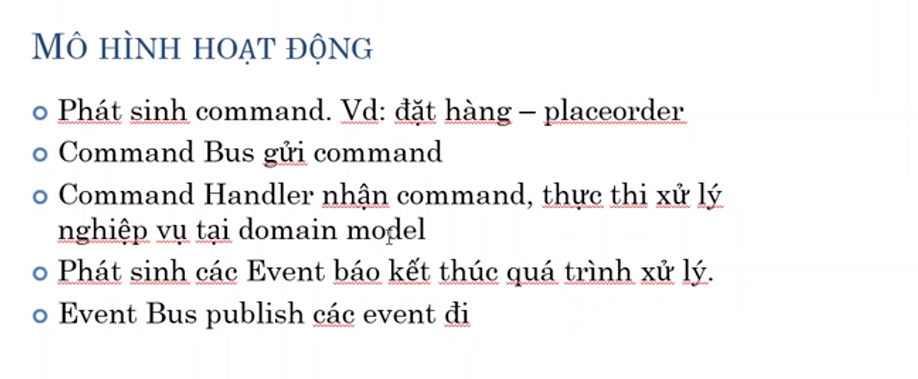 MÔ HÌNH HOẠT ĐỘNG
Phát sinh command. Vd: đặt hàng – placeorder
Command Bus gửi command
Command Handler nhận command, thực thi xử lý
nghiệp vụ tại domain model
Phát sinh các Event báo kết thúc quá trình xử lý.
Event Bus publish các event đi